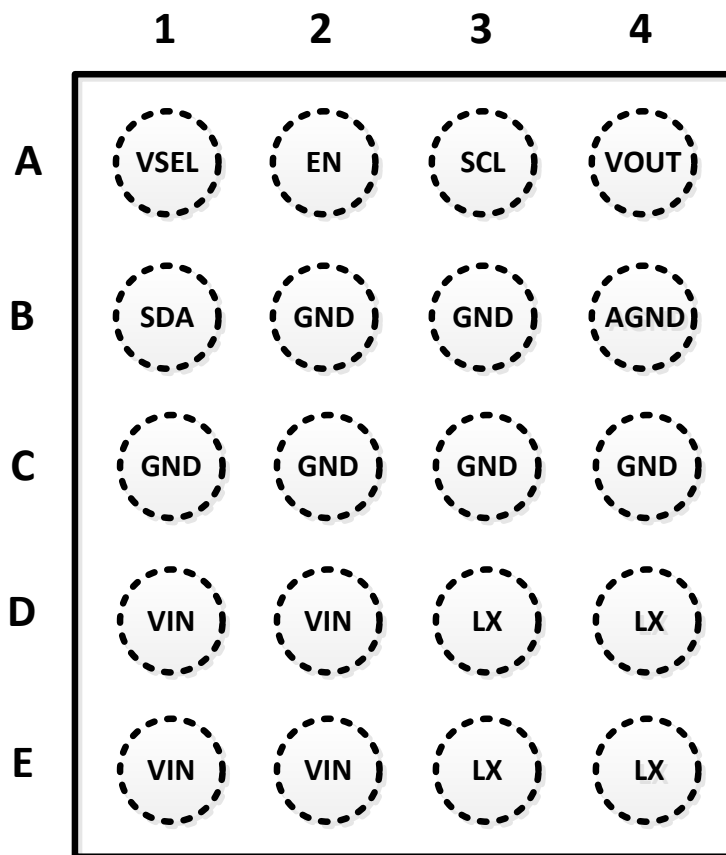 1 2 3 4
A VSEL EN SCL VOUT
B SDA GND GND AGND
C GND GND GND GND
D VIN VIN LX LX
E VIN VIN LX LX